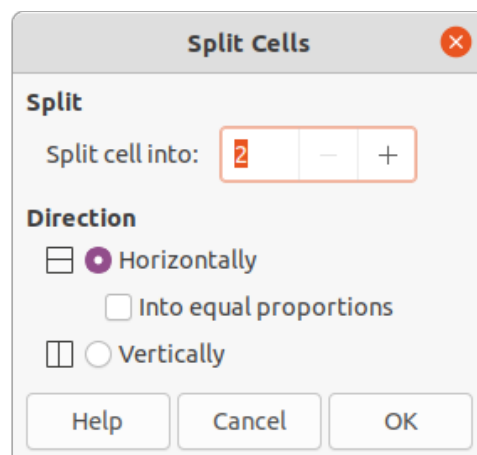 Split Cells
Split
Split cell into: 2 − +
Direction
Horizontally
Into equal proportions
Vertically
Help Cancel OK